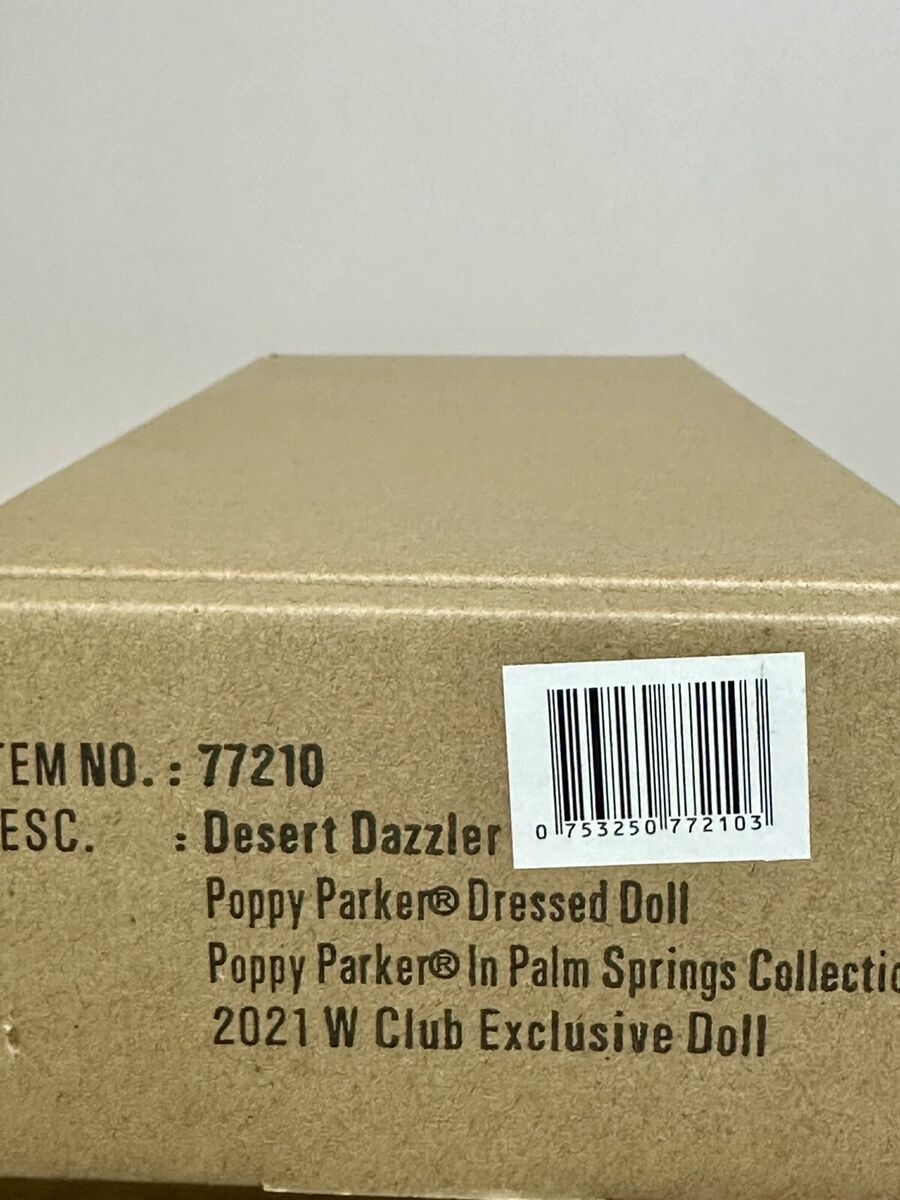 TEM NO. : 77210
ESC. : Desert Dazzler
Poppy Parker® Dressed Doll
Poppy Parker® In Palm Springs Collectio
2021 W Club Exclusive Doll
0 753250 772103